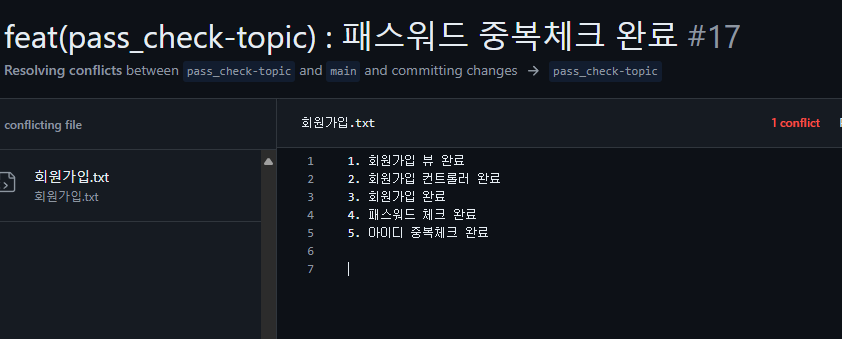 feat(pass_check-topic) : 패스워드 중복체크 완료 #17
Resolving conflicts between pass_check-topic and main and committing changes → pass_check-topic
conflicting file
회원가입.txt
회원가입.txt
회원가입.txt
1 conflict
1 1. 회원가입 뷰 완료
2 2. 회원가입 컨트롤러 완료
3 3. 회원가입 완료
4 4. 패스워드 체크 완료
5 5. 아이디 중복체크 완료
6
7